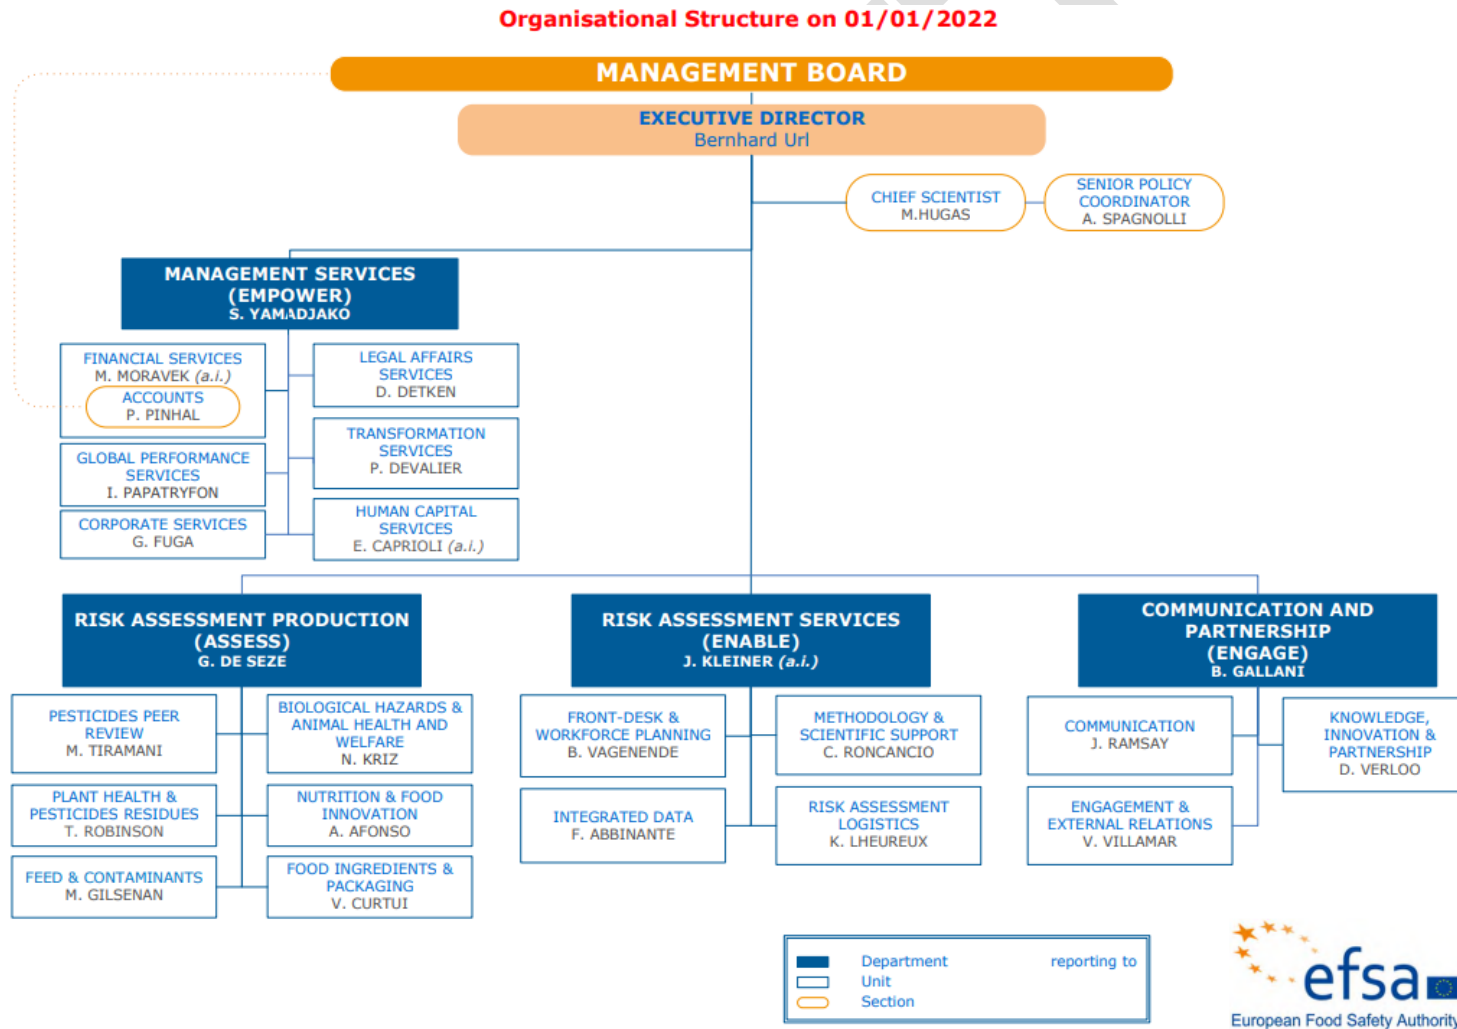 Organisational Structure on 01/01/2022
MANAGEMENT BOARD
EXECUTIVE DIRECTOR
Bernhard Url
CHIEF SCIENTIST
M.HUGAS
SENIOR POLICY
COORDINATOR
A. SPAGNOLLI
MANAGEMENT SERVICES
(EMPOWER)
S. YAMADJAKO
FINANCIAL SERVICES
M. MORAVEK (a.i.)
ACCOUNTS
P. PINHAL
LEGAL AFFAIRS
SERVICES
D. DETKEN
GLOBAL PERFORMANCE
SERVICES
I. PAPATRYFON
TRANSFORMATION
SERVICES
P. DEVALIER
CORPORATE SERVICES
G. FUGA
HUMAN CAPITAL
SERVICES
E. CAPRIOLI (a.i.)
RISK ASSESSMENT PRODUCTION
(ASSESS)
G. DE SEZE
PESTICIDES PEER
REVIEW
M. TIRAMANI
BIOLOGICAL HAZARDS &
ANIMAL HEALTH AND
WELFARE
N. KRIZ
PLANT HEALTH &
PESTICIDES RESIDUES
T. ROBINSON
NUTRITION & FOOD
INNOVATION
A. AFONSO
FEED & CONTAMINANTS
M. GILSENAN
FOOD INGREDIENTS &
PACKAGING
V. CURTUI
RISK ASSESSMENT SERVICES
(ENABLE)
J. KLEINER (a.i.)
FRONT-DESK &
WORKFORCE PLANNING
B. VAGENENDE
METHODOLOGY &
SCIENTIFIC SUPPORT
C. RONCANCIO
INTEGRATED DATA
F. ABBINANTE
RISK ASSESSMENT
LOGISTICS
K. LHEUREUX
COMMUNICATION AND
PARTNERSHIP
(ENGAGE)
B. GALLANI
COMMUNICATION
J. RAMSAY
KNOWLEDGE,
INNOVATION &
PARTNERSHIP
D. VERLOO
ENGAGEMENT &
EXTERNAL RELATIONS
V. VILLAMAR
Department reporting to
Unit
Section
efsa
European Food Safety Authority